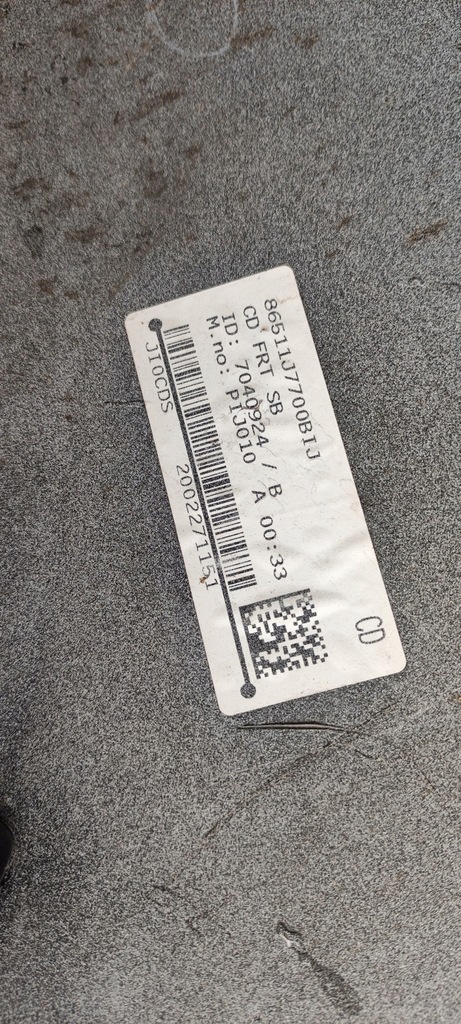 86511J7700BIJ
CD FRT SB
ID: 7040924 / B
M.no: PIJ010 A 00:33
JI0CDS 2002271151
CD